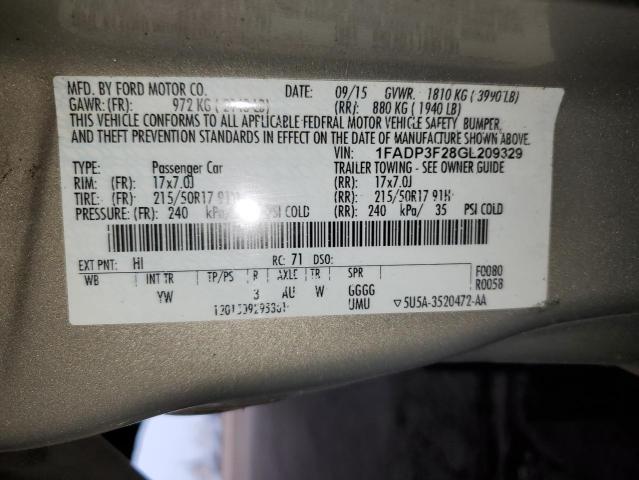 MFD. BY FORD MOTOR CO. DATE: 09/15 GVWR: 1810 KG ( 3990 LB)
GAWR: (FR): 972 KG ( LB) (RR): 880 KG ( 1940 LB)
THIS VEHICLE CONFORMS TO ALL APPLICABLE FEDERAL MOTOR VEHICLE SAFETY, BUMPER,
AND THEFT PREVENTION STANDARDS IN EFFECT ON THE DATE OF MANUFACTURE SHOWN ABOVE.
VIN: 1FADP3F28GL209329
TYPE: Passenger Car TRAILER TOWING - SEE OWNER GUIDE
RIM: (FR): 17x7.0J (RR): 17x7.0J
TIRE: (FR): 215/50R17 (RR): 215/50R17 91H
PRESSURE: (FR): 240 kPa/ PSI COLD (RR): 240 kPa/ 35 PSI COLD
EXT PNT: HI RC: 71 DSO:
WB INT TR TP/PS R AXLE TR SPR F0080
R0058
YW 3 AU W GGGG
UMU ▽5U5A-3520472-AA